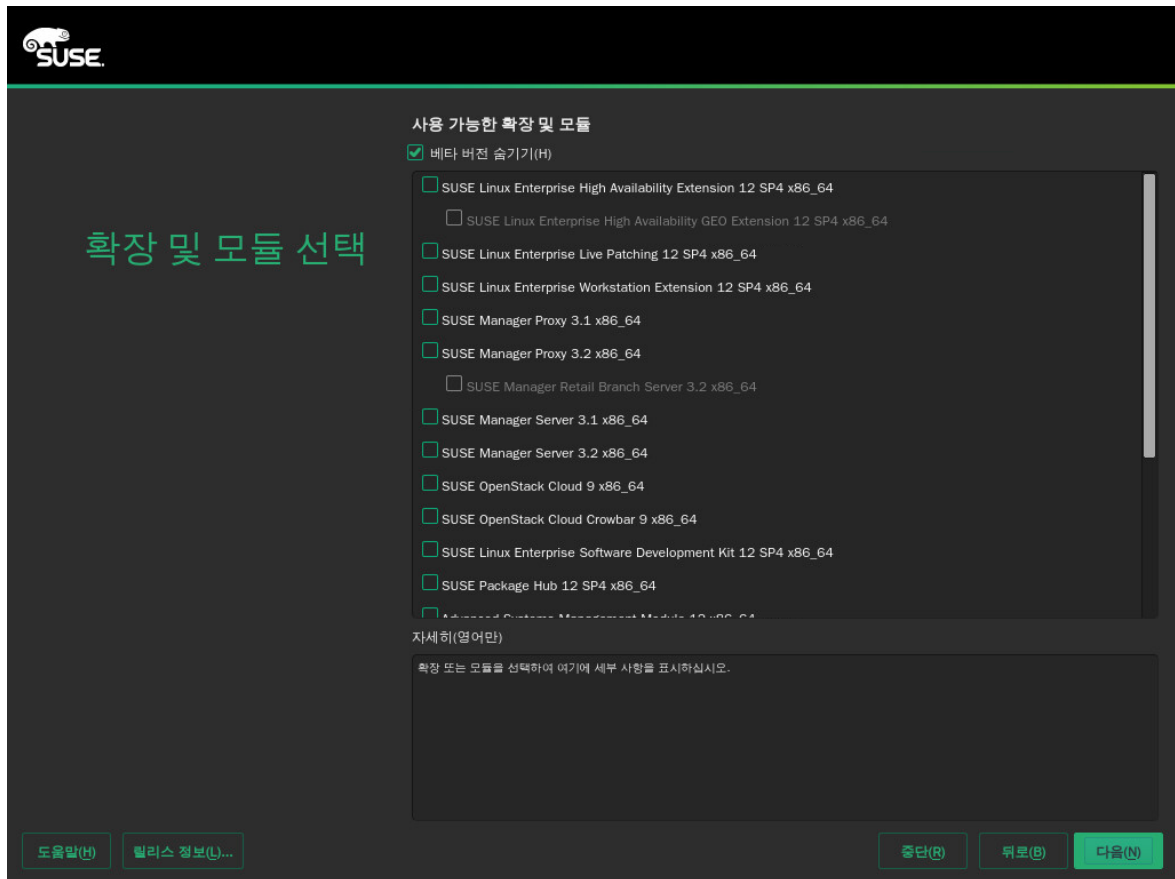 SUSE.
확장 및 모듈 선택
사용 가능한 확장 및 모듈
베타 버전 숨기기(H)
SUSE Linux Enterprise High Availability Extension 12 SP4 x86_64
SUSE Linux Enterprise High Availability GEO Extension 12 SP4 x86_64
SUSE Linux Enterprise Live Patching 12 SP4 x86_64
SUSE Linux Enterprise Workstation Extension 12 SP4 x86_64
SUSE Manager Proxy 3.1 x86_64
SUSE Manager Proxy 3.2 x86_64
SUSE Manager Retail Branch Server 3.2 x86_64
SUSE Manager Server 3.1 x86_64
SUSE Manager Server 3.2 x86_64
SUSE OpenStack Cloud 9 x86_64
SUSE OpenStack Cloud Crowbar 9 x86_64
SUSE Linux Enterprise Software Development Kit 12 SP4 x86_64
SUSE Package Hub 12 SP4 x86_64
Advanced Systems Management Module 12 x86_64
자세히(영어만)
확장 또는 모듈을 선택하여 여기에 세부 사항을 표시하십시오.
도움말(H) 릴리스 정보(L)... 중단(R) 뒤로(B) 다음(N)